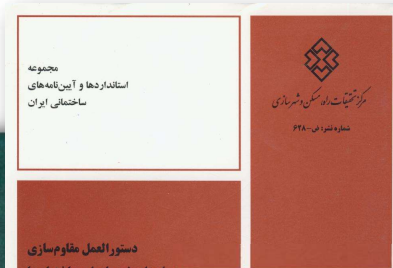 مجموعه
استانداردها و آیین‌نامه‌های
ساختمانی ایران
مرکز تحقیقات راه، مسکن و شهرسازی
شماره نشر: ض-۶۲۸
دستورالعمل مقاوم‌سازی